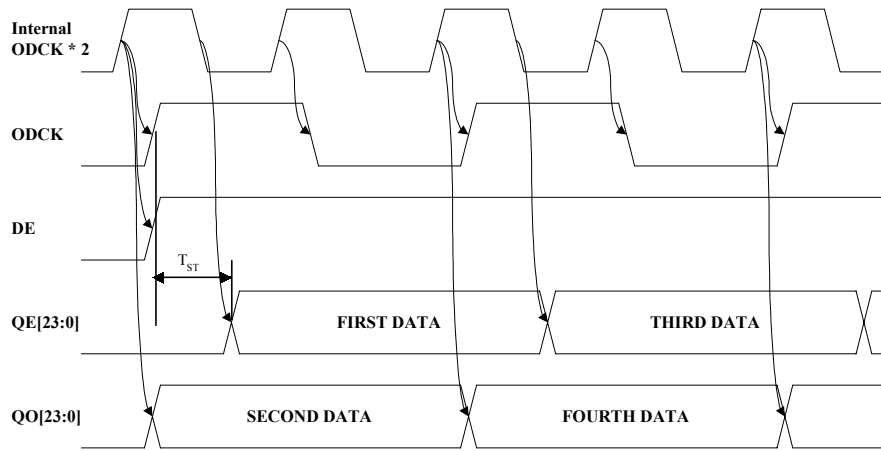 Internal
ODCK * 2
ODCK
DE
T_ST
QE[23:0]
FIRST DATA
THIRD DATA
QO[23:0]
SECOND DATA
FOURTH DATA